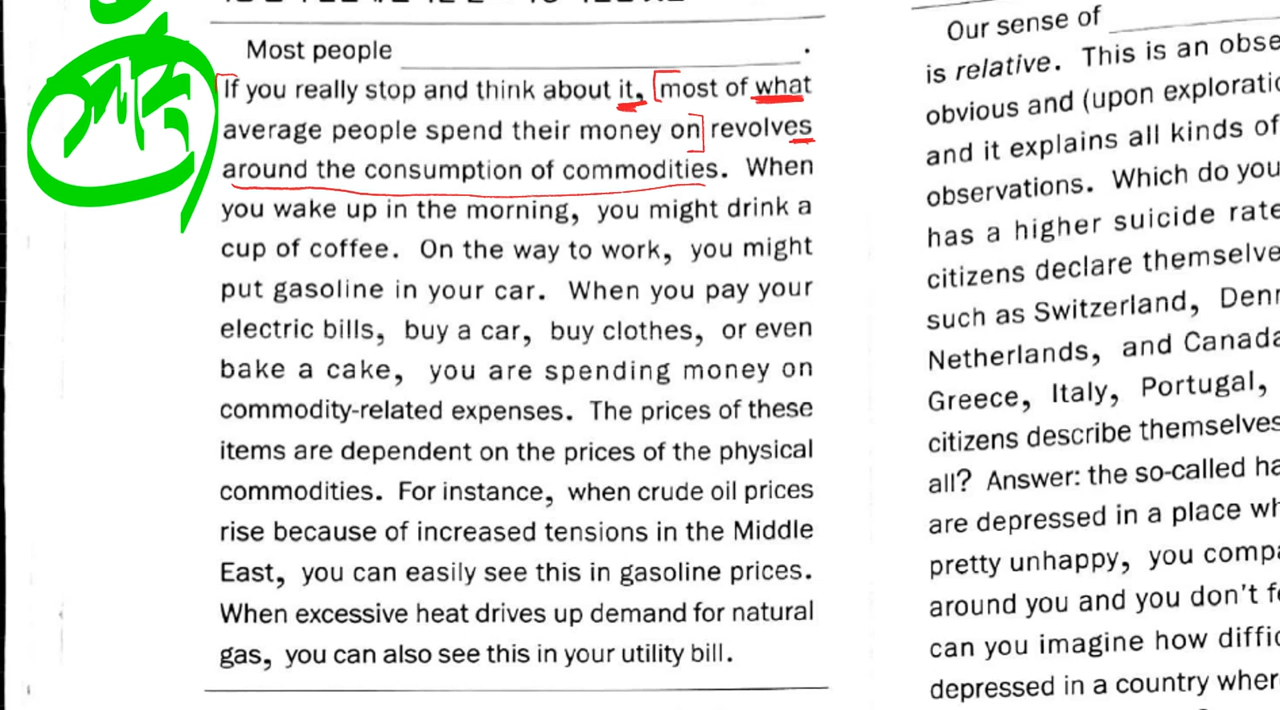 Most people ______ .
If you really stop and think about it, [most of what
average people spend their money on] revolves
around the consumption of commodities. When
you wake up in the morning, you might drink a
cup of coffee. On the way to work, you might
put gasoline in your car. When you pay your
electric bills, buy a car, buy clothes, or even
bake a cake, you are spending money on
commodity-related expenses. The prices of these
items are dependent on the prices of the physical
commodities. For instance, when crude oil prices
rise because of increased tensions in the Middle
East, you can easily see this in gasoline prices.
When excessive heat drives up demand for natural
gas, you can also see this in your utility bill.
Our sense of ______
is relative. This is an obse
obvious and (upon exploratio
and it explains all kinds of
observations. Which do you
has a higher suicide rate
citizens declare themselve
such as Switzerland, Denr
Netherlands, and Canada
Greece, Italy, Portugal,
citizens describe themselves
all? Answer: the so-called ha
are depressed in a place wh
pretty unhappy, you compa
around you and you don't fe
can you imagine how diffic
depressed in a country wher